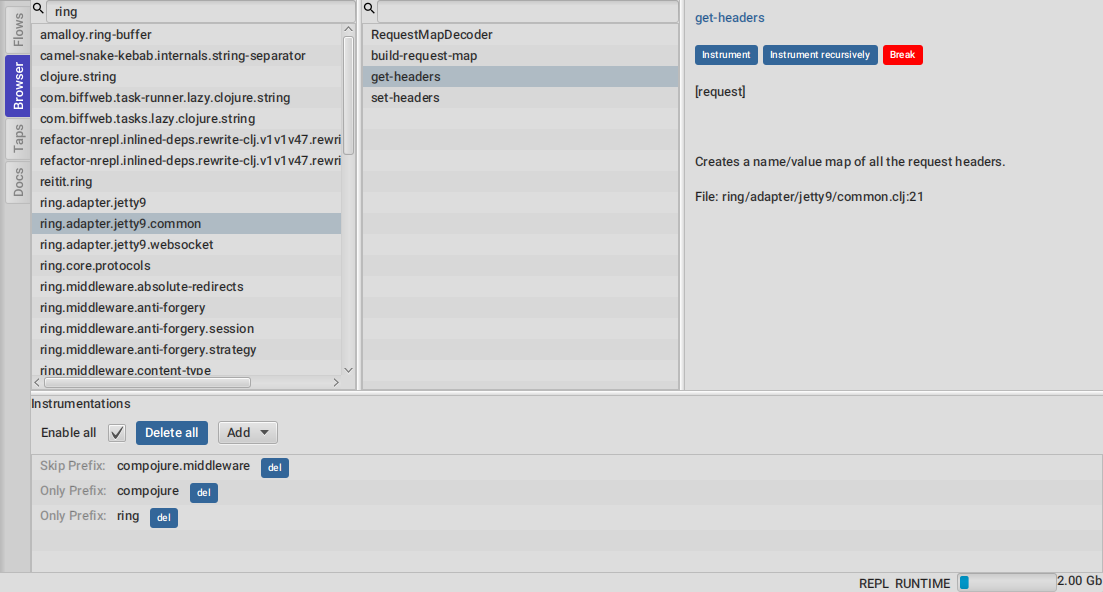 Flows
Browser
Taps
Docs
ring
amalloy.ring-buffer
camel-snake-kebab.internals.string-separator
clojure.string
com.biffweb.task-runner.lazy.clojure.string
com.biffweb.tasks.lazy.clojure.string
refactor-nrepl.inlined-deps.rewrite-clj.v1v1v47.rewri
refactor-nrepl.inlined-deps.rewrite-clj.v1v1v47.rewri
reitit.ring
ring.adapter.jetty9
ring.adapter.jetty9.common
ring.adapter.jetty9.websocket
ring.core.protocols
ring.middleware.absolute-redirects
ring.middleware.anti-forgery
ring.middleware.anti-forgery.session
ring.middleware.anti-forgery.strategy
ring.middleware.content-type
RequestMapDecoder
build-request-map
get-headers
set-headers
get-headers
Instrument Instrument recursively Break
[request]
Creates a name/value map of all the request headers.
File: ring/adapter/jetty9/common.clj:21
Instrumentations
Enable all Delete all Add
Skip Prefix: compojure.middleware del
Only Prefix: compojure del
Only Prefix: ring del
REPL RUNTIME 2.00 Gb